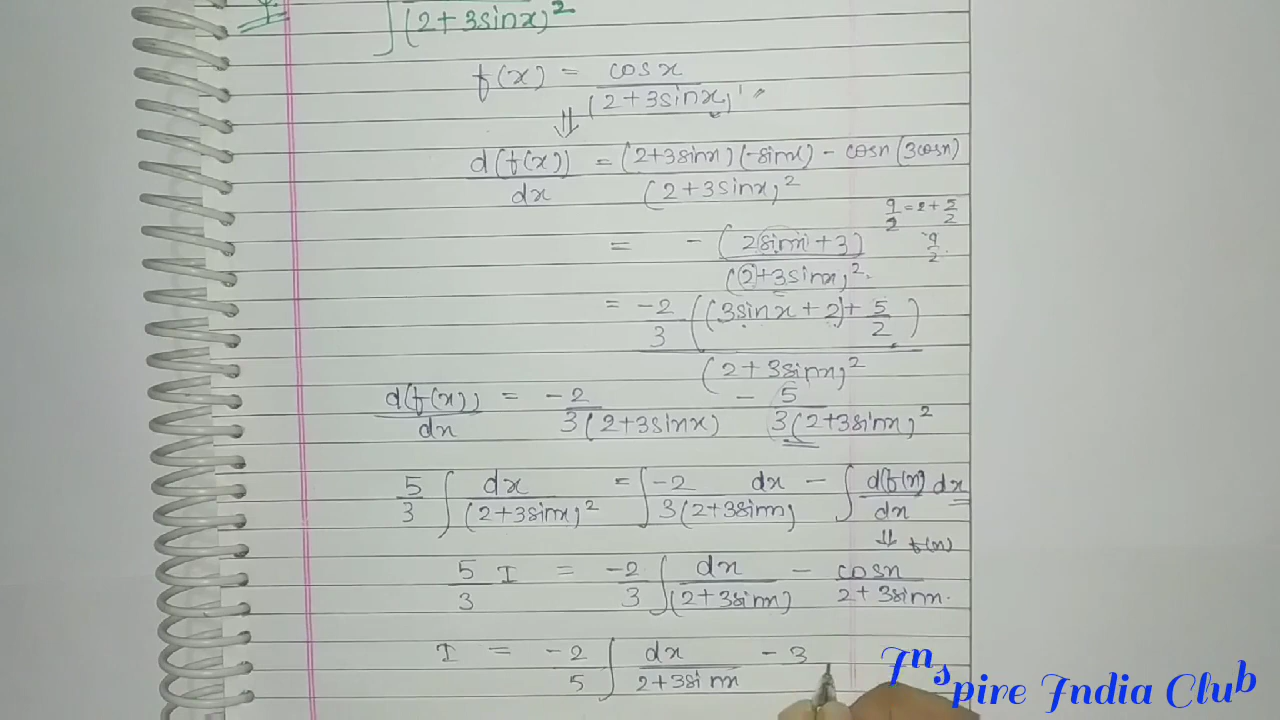 ∫ (2+3sinx)²
f(x) = cosx / (2+3sinx)¹
⇓
d(f(x))/dx = (2+3sinx)(-sinx) - cosx(3cosx) / (2+3sinx)²
9/2 = 2 + 5/2
= -(2sinx+3) / (2+3sinx)²
9/2
= -2/3 ((3sinx+2)+5/2) / (2+3sinx)²
d(f(x))/dx = -2/3(2+3sinx) - 5/3(2+3sinx)²
5/3 ∫ dx/(2+3sinx)² = ∫ -2/3(2+3sinx) dx - ∫ d(f(x))/dx dx
⇓ f(x)
5/3 I = -2/3 ∫ dx/(2+3sinx) - cosx/2+3sinx.
I = -2/5 ∫ dx/2+3sinx - 3
Inspire India Club